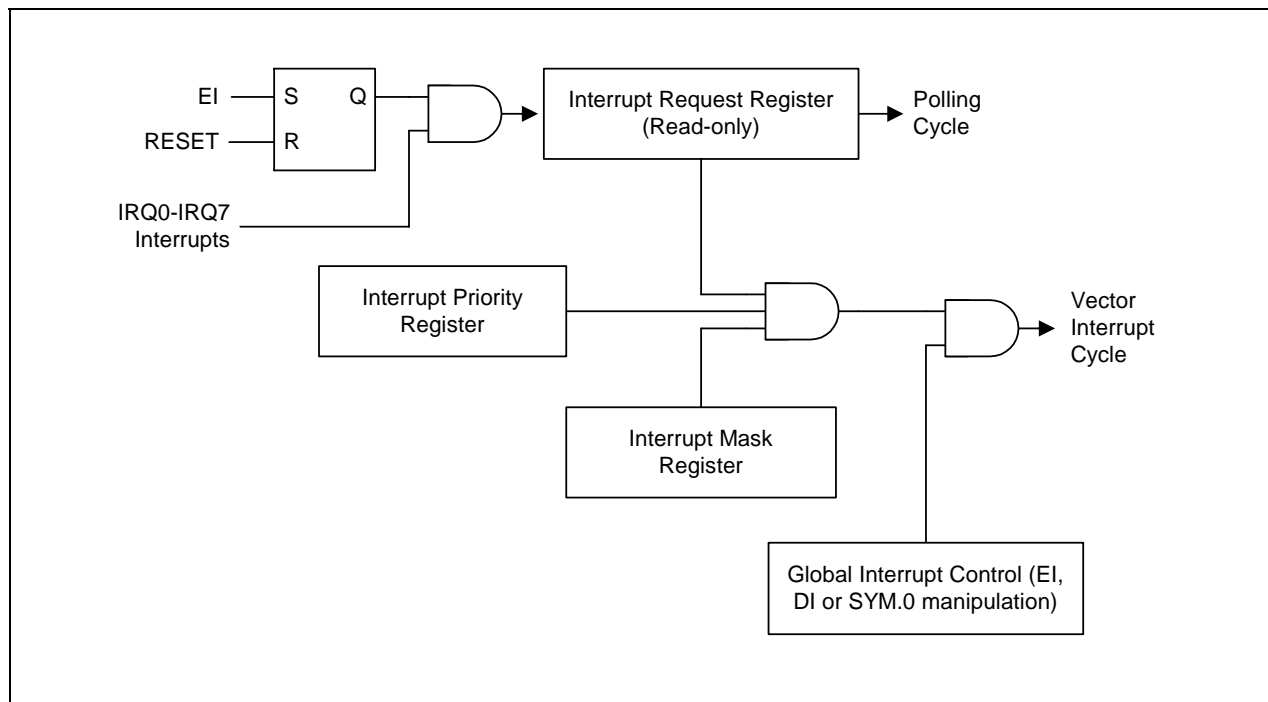 EI
S
Q
RESET
R
IRQ0-IRQ7
Interrupts
Interrupt Request Register
(Read-only)
Polling
Cycle
Interrupt Priority
Register
Interrupt Mask
Register
Vector
Interrupt
Cycle
Global Interrupt Control (EI,
DI or SYM.0 manipulation)